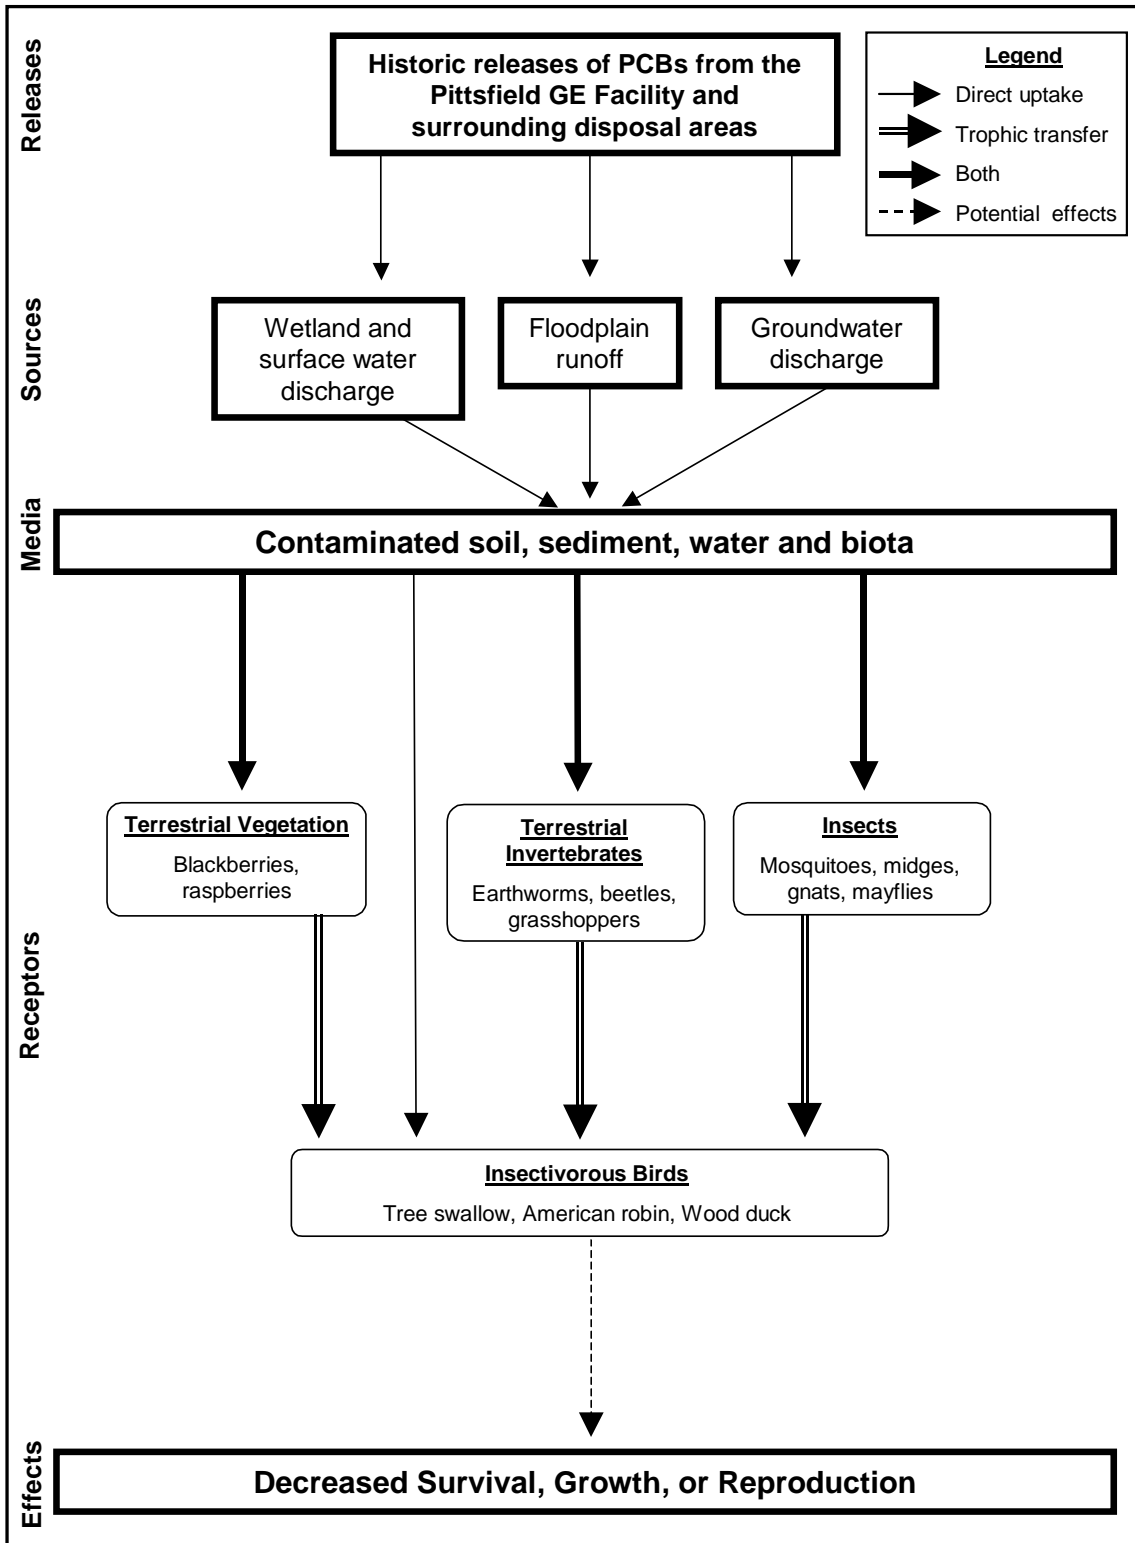 Releases
Historic releases of PCBs from the
Pittsfield GE Facility and
surrounding disposal areas
Legend
Direct uptake
Trophic transfer
Both
Potential effects
Sources
Wetland and
surface water
discharge
Floodplain
runoff
Groundwater
discharge
Media
Contaminated soil, sediment, water and biota
Receptors
Terrestrial Vegetation
Blackberries,
raspberries
Terrestrial
Invertebrates
Earthworms, beetles,
grasshoppers
Insects
Mosquitoes, midges,
gnats, mayflies
Insectivorous Birds
Tree swallow, American robin, Wood duck
Effects
Decreased Survival, Growth, or Reproduction